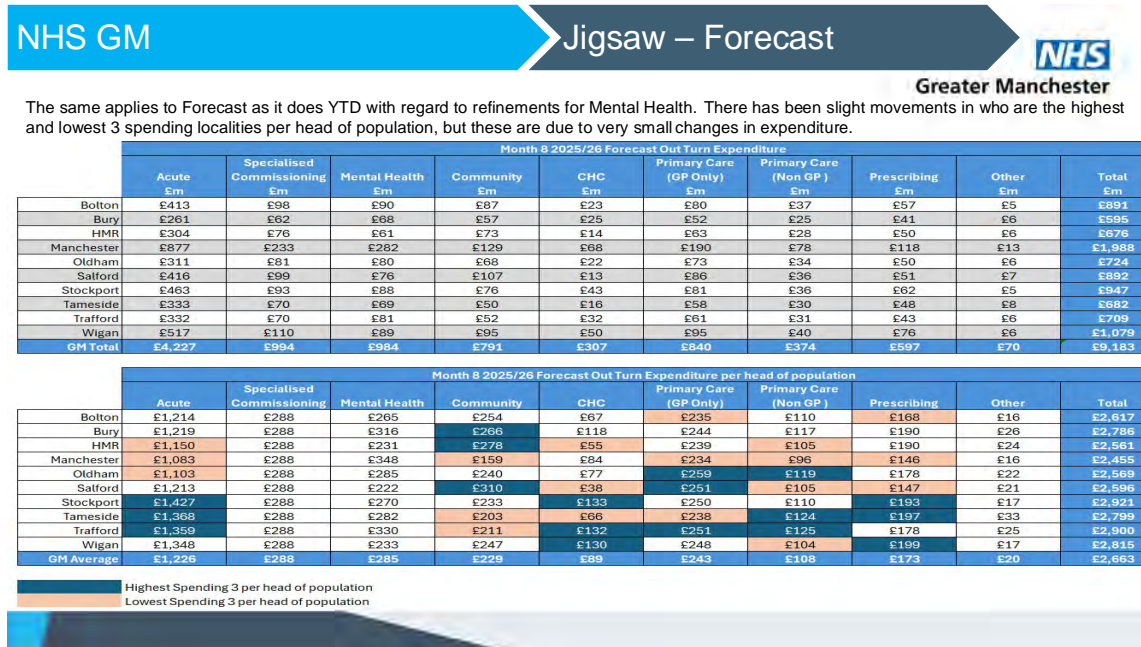 NHS GM
Jigsaw – Forecast
NHS
Greater Manchester
The same applies to Forecast as it does YTD with regard to refinements for Mental Health. There has been slight movements in who are the highest
and lowest 3 spending localities per head of population, but these are due to very small changes in expenditure.
Month 8 2025/26 Forecast Out Turn Expenditure
Acute £m Specialised Commissioning £m Mental Health £m Community £m CHC £m Primary Care (GP Only) £m Primary Care (Non GP ) £m Prescribing £m Other £m Total £m
Bolton £413 £98 £90 £87 £23 £80 £37 £57 £5 £891
Bury £261 £62 £68 £57 £25 £52 £25 £41 £6 £595
HMR £304 £76 £61 £73 £14 £63 £28 £50 £6 £676
Manchester £877 £233 £282 £129 £68 £190 £78 £118 £13 £1,988
Oldham £311 £81 £80 £68 £22 £73 £34 £50 £6 £724
Salford £416 £99 £76 £107 £13 £86 £36 £51 £7 £892
Stockport £463 £93 £88 £76 £43 £81 £36 £62 £5 £947
Tameside £333 £70 £69 £50 £16 £58 £30 £48 £8 £682
Trafford £332 £70 £81 £52 £32 £61 £31 £43 £6 £709
Wigan £517 £110 £89 £95 £50 £95 £40 £76 £6 £1,079
GM Total £4,227 £994 £984 £791 £307 £840 £374 £597 £70 £9,183
Month 8 2025/26 Forecast Out Turn Expenditure per head of population
Acute Specialised Commissioning Mental Health Community CHC Primary Care (GP Only) Primary Care (Non GP ) Prescribing Other Total
Bolton £1,214 £288 £265 £254 £67 £235 £110 £168 £16 £2,617
Bury £1,219 £288 £316 £266 £118 £244 £117 £190 £26 £2,786
HMR £1,150 £288 £231 £278 £55 £239 £105 £190 £24 £2,561
Manchester £1,083 £288 £348 £159 £84 £234 £96 £146 £16 £2,455
Oldham £1,103 £288 £285 £240 £77 £259 £119 £178 £22 £2,569
Salford £1,213 £288 £222 £310 £38 £251 £105 £147 £21 £2,596
Stockport £1,427 £288 £270 £233 £133 £250 £110 £193 £17 £2,921
Tameside £1,368 £288 £282 £203 £66 £238 £124 £197 £33 £2,799
Trafford £1,359 £288 £330 £211 £132 £251 £125 £178 £25 £2,900
Wigan £1,348 £288 £233 £247 £130 £248 £104 £199 £17 £2,815
GM Average £1,226 £288 £285 £229 £89 £243 £108 £173 £20 £2,663
Highest Spending 3 per head of population
Lowest Spending 3 per head of population